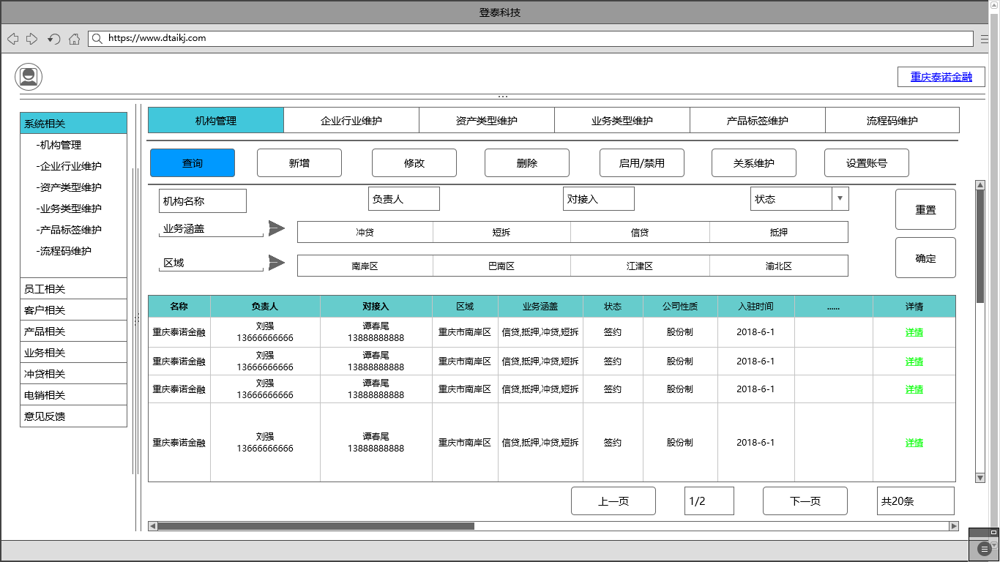 登泰科技
https://www.dtaikj.com
重庆泰诺金融
系统相关
-机构管理
-企业行业维护
-资产类型维护
-业务类型维护
-产品标签维护
-流程码维护
员工相关
客户相关
产品相关
业务相关
冲贷相关
电销相关
意见反馈
机构管理 企业行业维护 资产类型维护 业务类型维护 产品标签维护 流程码维护
查询 新增 修改 删除 启用/禁用 关系维护 设置账号
机构名称 负责人 对接入 状态 重置
业务涵盖 冲贷 短拆 信贷 抵押
区域 南岸区 巴南区 江津区 渝北区 确定
名称 负责人 对接入 区域 业务涵盖 状态 公司性质 入驻时间 ...... 详情
重庆泰诺金融 刘强 13666666666 谭春尾 13888888888 重庆市南岸区 信贷,抵押,冲贷,短拆 签约 股份制 2018-6-1 详情
重庆泰诺金融 刘强 13666666666 谭春尾 13888888888 重庆市南岸区 信贷,抵押,冲贷,短拆 签约 股份制 2018-6-1 详情
重庆泰诺金融 刘强 13666666666 谭春尾 13888888888 重庆市南岸区 信贷,抵押,冲贷,短拆 签约 股份制 2018-6-1 详情
重庆泰诺金融 刘强 13666666666 谭春尾 13888888888 重庆市南岸区 信贷,抵押,冲贷,短拆 签约 股份制 2018-6-1 详情
上一页 1/2 下一页 共20条